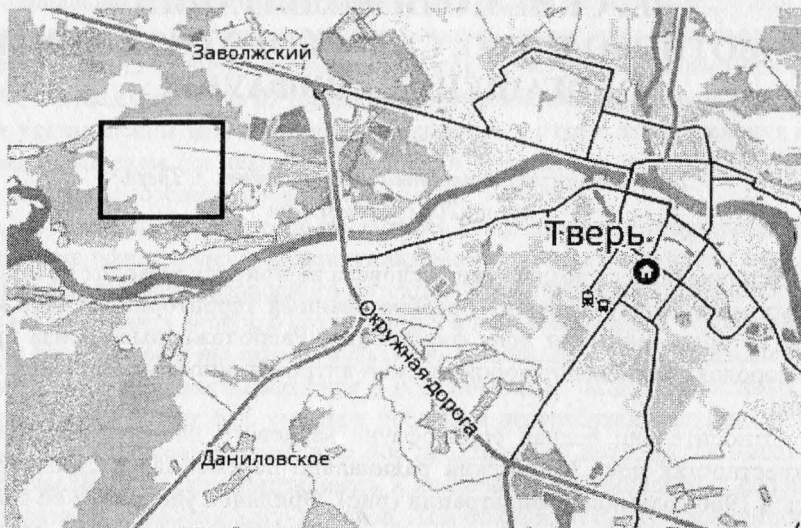 Заволжский
Тверь
Окружная дорога
Даниловское